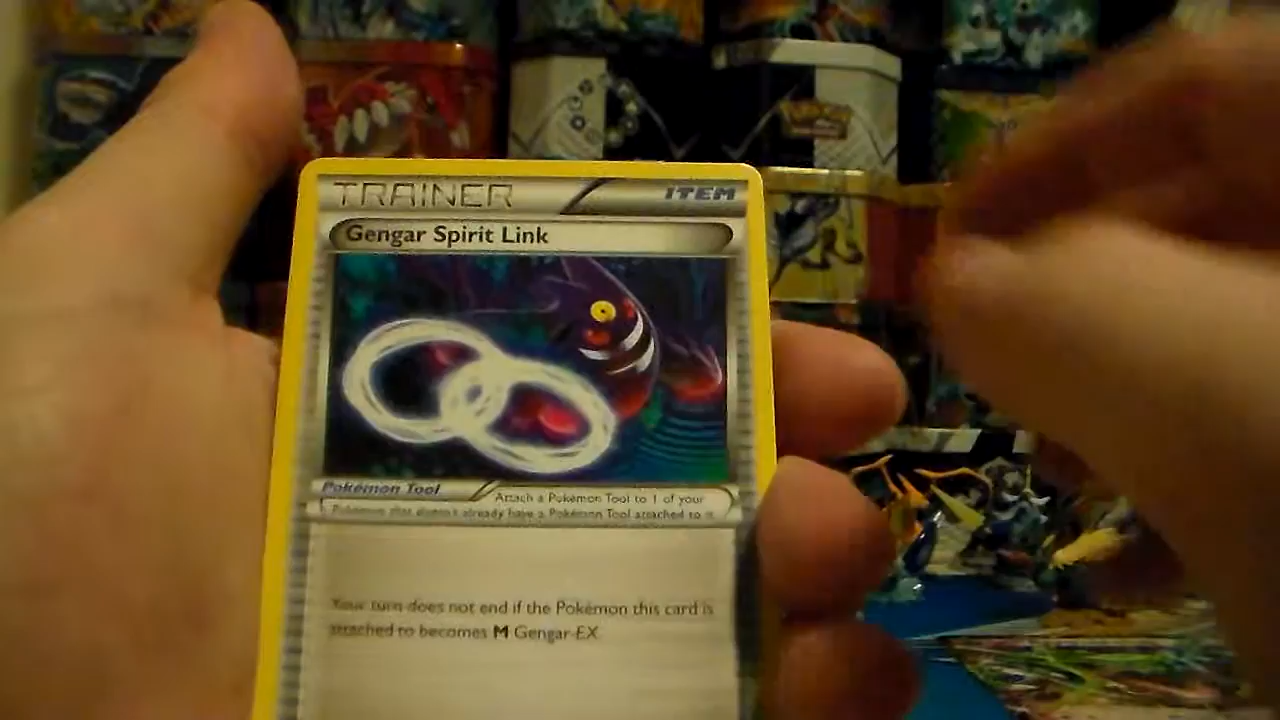 TRAINER ITEM
Gengar Spirit Link
Pokémon Tool Attach a Pokémon Tool to 1 of your
Pokémon that doesn't already have a Pokémon Tool attached to it.
Your turn does not end if the Pokémon this card is
attached to becomes M Gengar-EX.